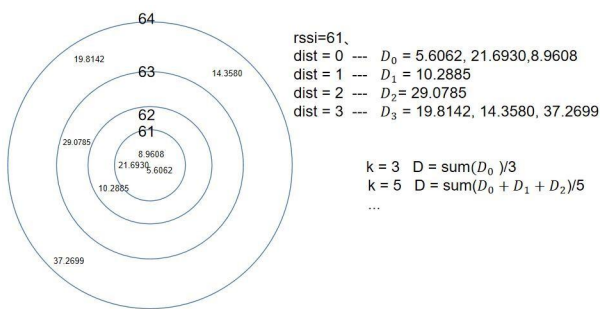 64
19.8142
14.3580
63
62
61
29.0785
8.9608
21.6930
5.6062
10.2885
37.2699
rssi=61、
dist = 0 --- D₀ = 5.6062, 21.6930,8.9608
dist = 1 --- D₁ = 10.2885
dist = 2 --- D₂= 29.0785
dist = 3 --- D₃ = 19.8142, 14.3580, 37.2699
k = 3 D = sum(D₀ )/3
k = 5 D = sum(D₀ + D₁ + D₂)/5
...